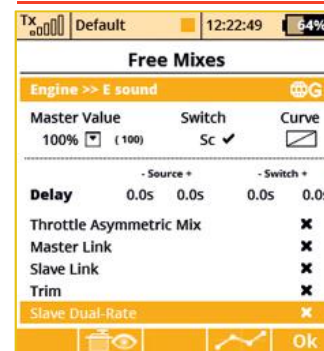 Tx Default 12:22:49 64%
Free Mixes
Engine >> E sound G
Master Value Switch Curve
100% (100) Sc
- Source + - Switch +
Delay 0.0s 0.0s 0.0s 0.0s
Throttle Asymmetric Mix
Master Link
Slave Link
Trim
Slave Dual-Rate
Ok